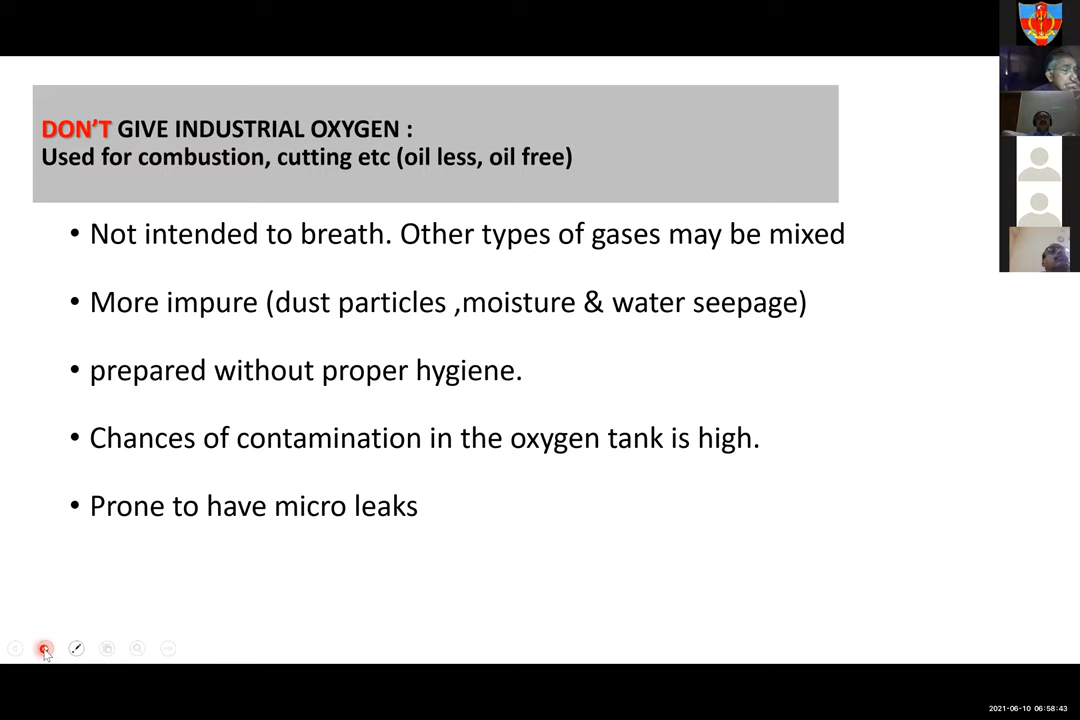 DON'T GIVE INDUSTRIAL OXYGEN :
Used for combustion, cutting etc (oil less, oil free)
• Not intended to breath. Other types of gases may be mixed
• More impure (dust particles ,moisture & water seepage)
• prepared without proper hygiene.
• Chances of contamination in the oxygen tank is high.
• Prone to have micro leaks
2021-06-10 06:58:43